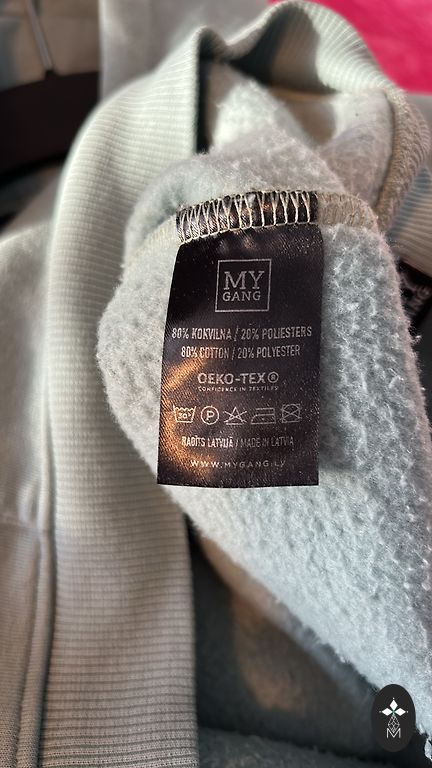 MY
GANG
80% KOKVILNA / 20% POLIESTERS
80% COTTON / 20% POLYESTER
OEKO-TEX®
CONFIDENCE IN TEXTILES
30°
P
RADĪTS LATVIJĀ / MADE IN LATVIA
WWW.MYGANG.LV